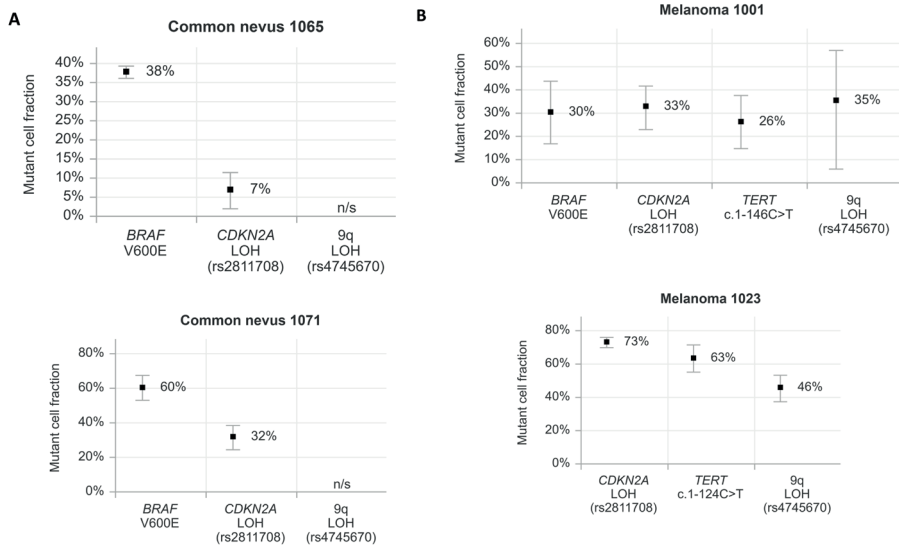 A
Common nevus 1065
Mutant cell fraction
40%
35%
30%
25%
20%
15%
10%
5%
0%
38%
7%
n/s
BRAF
V600E
CDKN2A
LOH
(rs2811708)
9q
LOH
(rs4745670)
Common nevus 1071
Mutant cell fraction
80%
60%
40%
20%
0%
60%
32%
n/s
BRAF
V600E
CDKN2A
LOH
(rs2811708)
9q
LOH
(rs4745670)
B
Melanoma 1001
Mutant cell fraction
60%
50%
40%
30%
20%
10%
0%
30%
33%
26%
35%
BRAF
V600E
CDKN2A
LOH
(rs2811708)
TERT
c.1-146C>T
9q
LOH
(rs4745670)
Melanoma 1023
Mutant cell fraction
80%
60%
40%
20%
0%
73%
63%
46%
CDKN2A
LOH
(rs2811708)
TERT
c.1-124C>T
9q
LOH
(rs4745670)